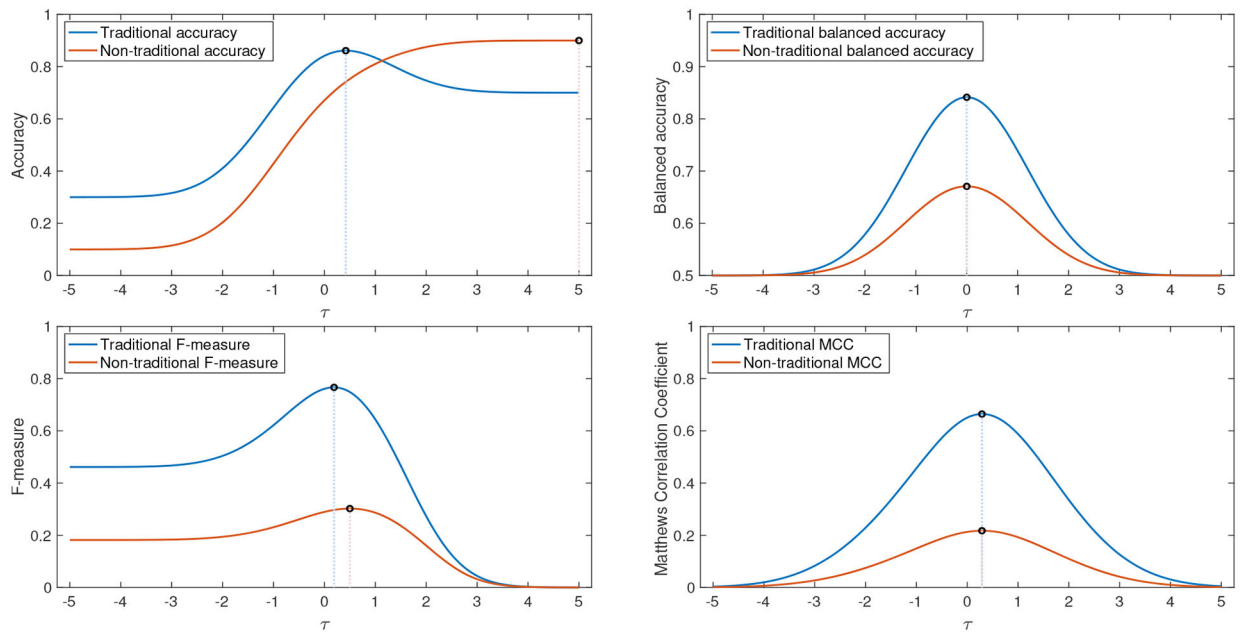 Traditional accuracy
Non-traditional accuracy
Accuracy
0
0.2
0.4
0.6
0.8
1
-5 -4 -3 -2 -1 0 1 2 3 4 5
τ
Traditional balanced accuracy
Non-traditional balanced accuracy
Balanced accuracy
0.5
0.6
0.7
0.8
0.9
1
-5 -4 -3 -2 -1 0 1 2 3 4 5
τ
Traditional F-measure
Non-traditional F-measure
F-measure
0
0.2
0.4
0.6
0.8
1
-5 -4 -3 -2 -1 0 1 2 3 4 5
τ
Traditional MCC
Non-traditional MCC
Matthews Correlation Coefficient
0
0.2
0.4
0.6
0.8
1
-5 -4 -3 -2 -1 0 1 2 3 4 5
τ